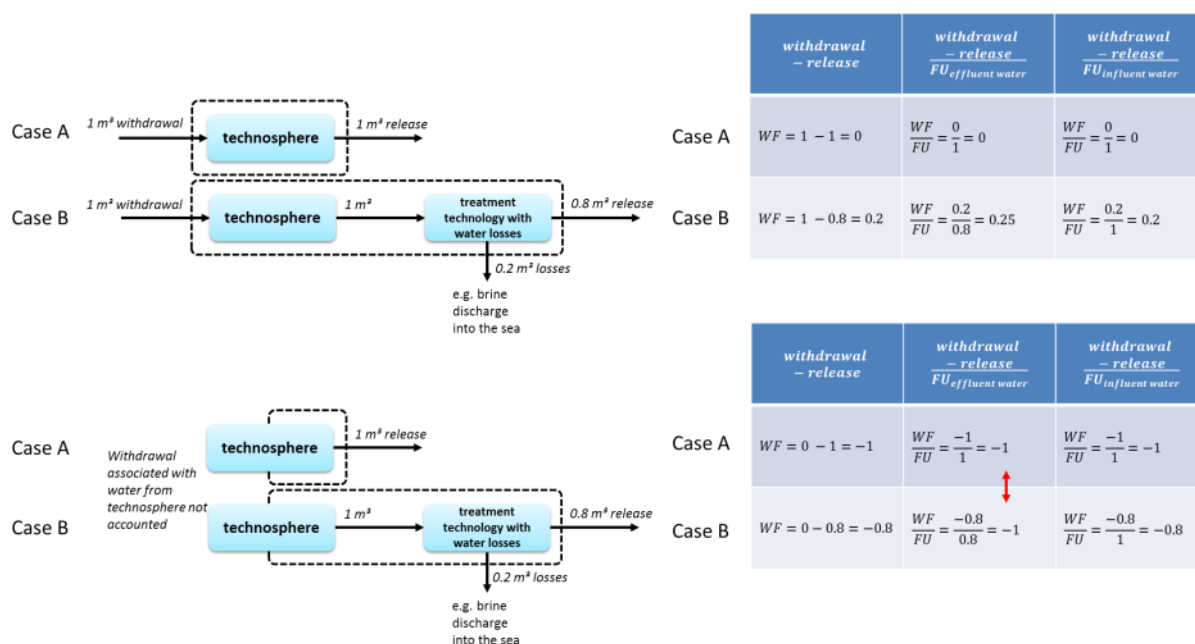 Case A
1 m³ withdrawal
technosphere
1 m³ release
Case B
1 m³ withdrawal
technosphere
1 m³
treatment
technology with
water losses
0.8 m³ release
0.2 m³ losses
e.g. brine
discharge
into the sea
withdrawal
− release
withdrawal
− release
FU effluent water
withdrawal
− release
FU influent water
Case A
WF = 1 − 1 = 0
WF/FU = 0/1 = 0
WF/FU = 0/1 = 0
Case B
WF = 1 − 0.8 = 0.2
WF/FU = 0.2/0.8 = 0.25
WF/FU = 0.2/1 = 0.2
Case A
technosphere
1 m³ release
Withdrawal
associated with
water from
technosphere not
accounted
Case B
technosphere
1 m³
treatment
technology with
water losses
0.8 m³ release
0.2 m³ losses
e.g. brine
discharge
into the sea
withdrawal
− release
withdrawal
− release
FU effluent water
withdrawal
− release
FU influent water
Case A
WF = 0 − 1 = −1
WF/FU = −1/1 = −1
WF/FU = −1/1 = −1
Case B
WF = 0 − 0.8 = −0.8
WF/FU = −0.8/0.8 = −1
WF/FU = −0.8/1 = −0.8